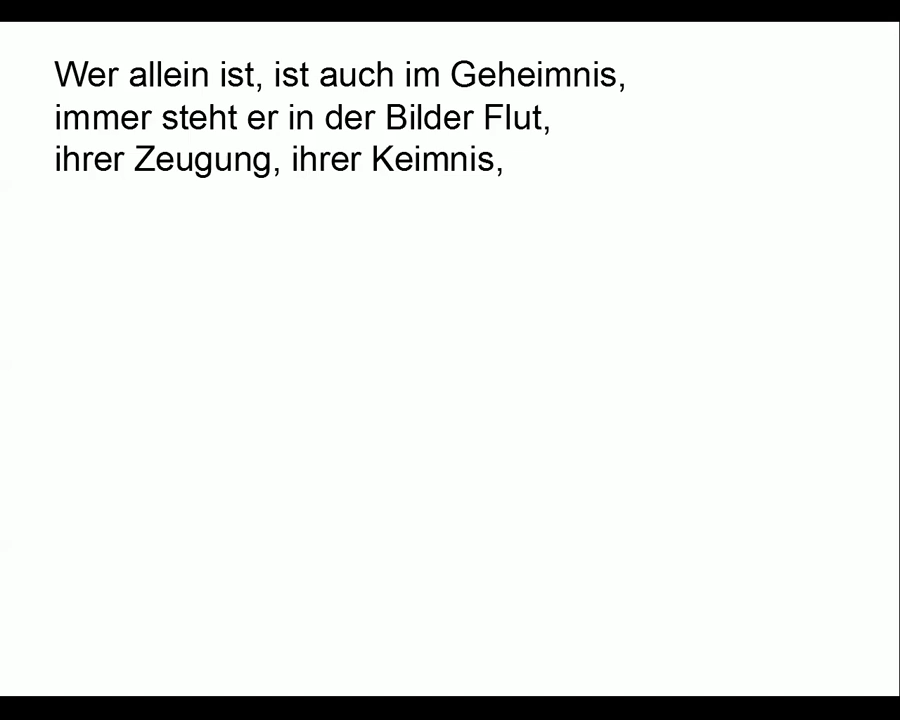 Wer allein ist, ist auch im Geheimnis,
immer steht er in der Bilder Flut,
ihrer Zeugung, ihrer Keimnis,